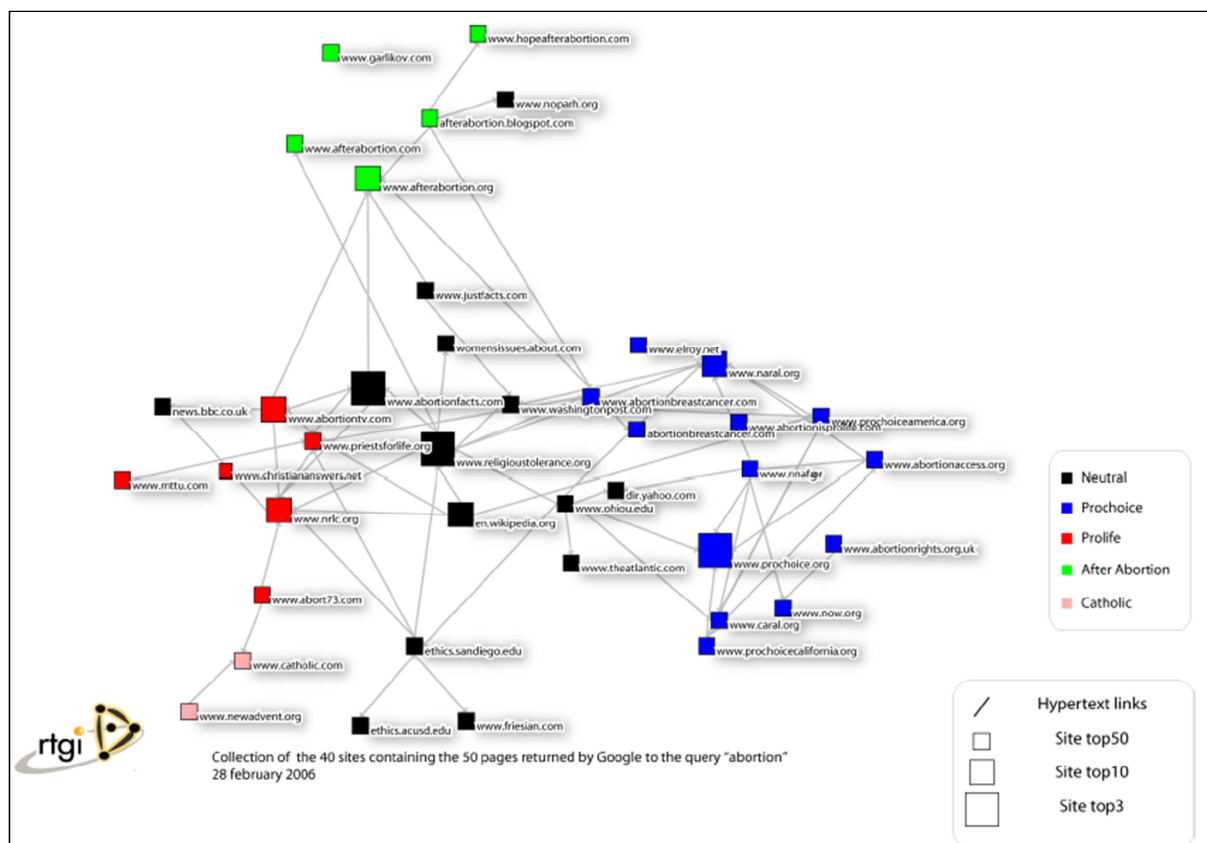 www.hopeafterabortion.com
www.garlikov.com
www.noparh.org
afterabortion.blogspot.com
www.afterabortion.com
www.afterabortion.org
www.justfacts.com
womensissues.about.com
www.elroy.net
www.naral.org
www.abortionfacts.com
www.abortionbreastcancer.com
news.bbc.co.uk
www.washingtonpost.com
www.abortiontv.com
www.prochoiceamerica.org
www.abortionisprolife.com
abortionbreastcancer.com
www.priestsforlife.org
www.religioustolerance.org
www.abortionaccess.org
www.christiananswers.net
www.mttu.com
dir.yahoo.com
www.ohiou.edu
www.nrlc.org
en.wikipedia.org
www.abortionrights.org.uk
www.theatlantic.com
www.prochoice.org
www.abort73.com
www.now.org
www.caral.org
ethics.sandiego.edu
www.prochoicecalifornia.org
www.catholic.com
www.newadvent.org
www.friesian.com
ethics.acusd.edu
Neutral
Prochoice
Prolife
After Abortion
Catholic
Hypertext links
Site top50
Site top10
Site top3
rtgi
Collection of the 40 sites containing the 50 pages returned by Google to the query "abortion"
28 february 2006